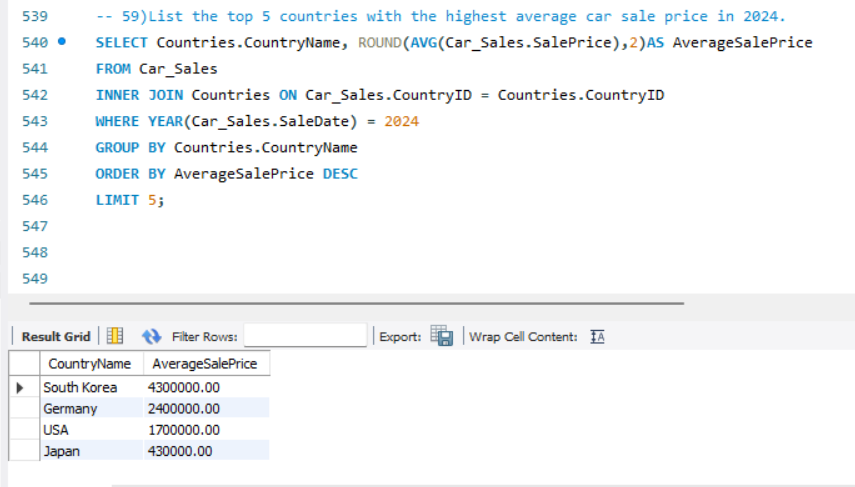 539 -- 59)List the top 5 countries with the highest average car sale price in 2024.
540 SELECT Countries.CountryName, ROUND(AVG(Car_Sales.SalePrice),2)AS AverageSalePrice
541 FROM Car_Sales
542 INNER JOIN Countries ON Car_Sales.CountryID = Countries.CountryID
543 WHERE YEAR(Car_Sales.SaleDate) = 2024
544 GROUP BY Countries.CountryName
545 ORDER BY AverageSalePrice DESC
546 LIMIT 5;
547
548
549
Result Grid Filter Rows: Export: Wrap Cell Content:
CountryName AverageSalePrice
South Korea 4300000.00
Germany 2400000.00
USA 1700000.00
Japan 430000.00